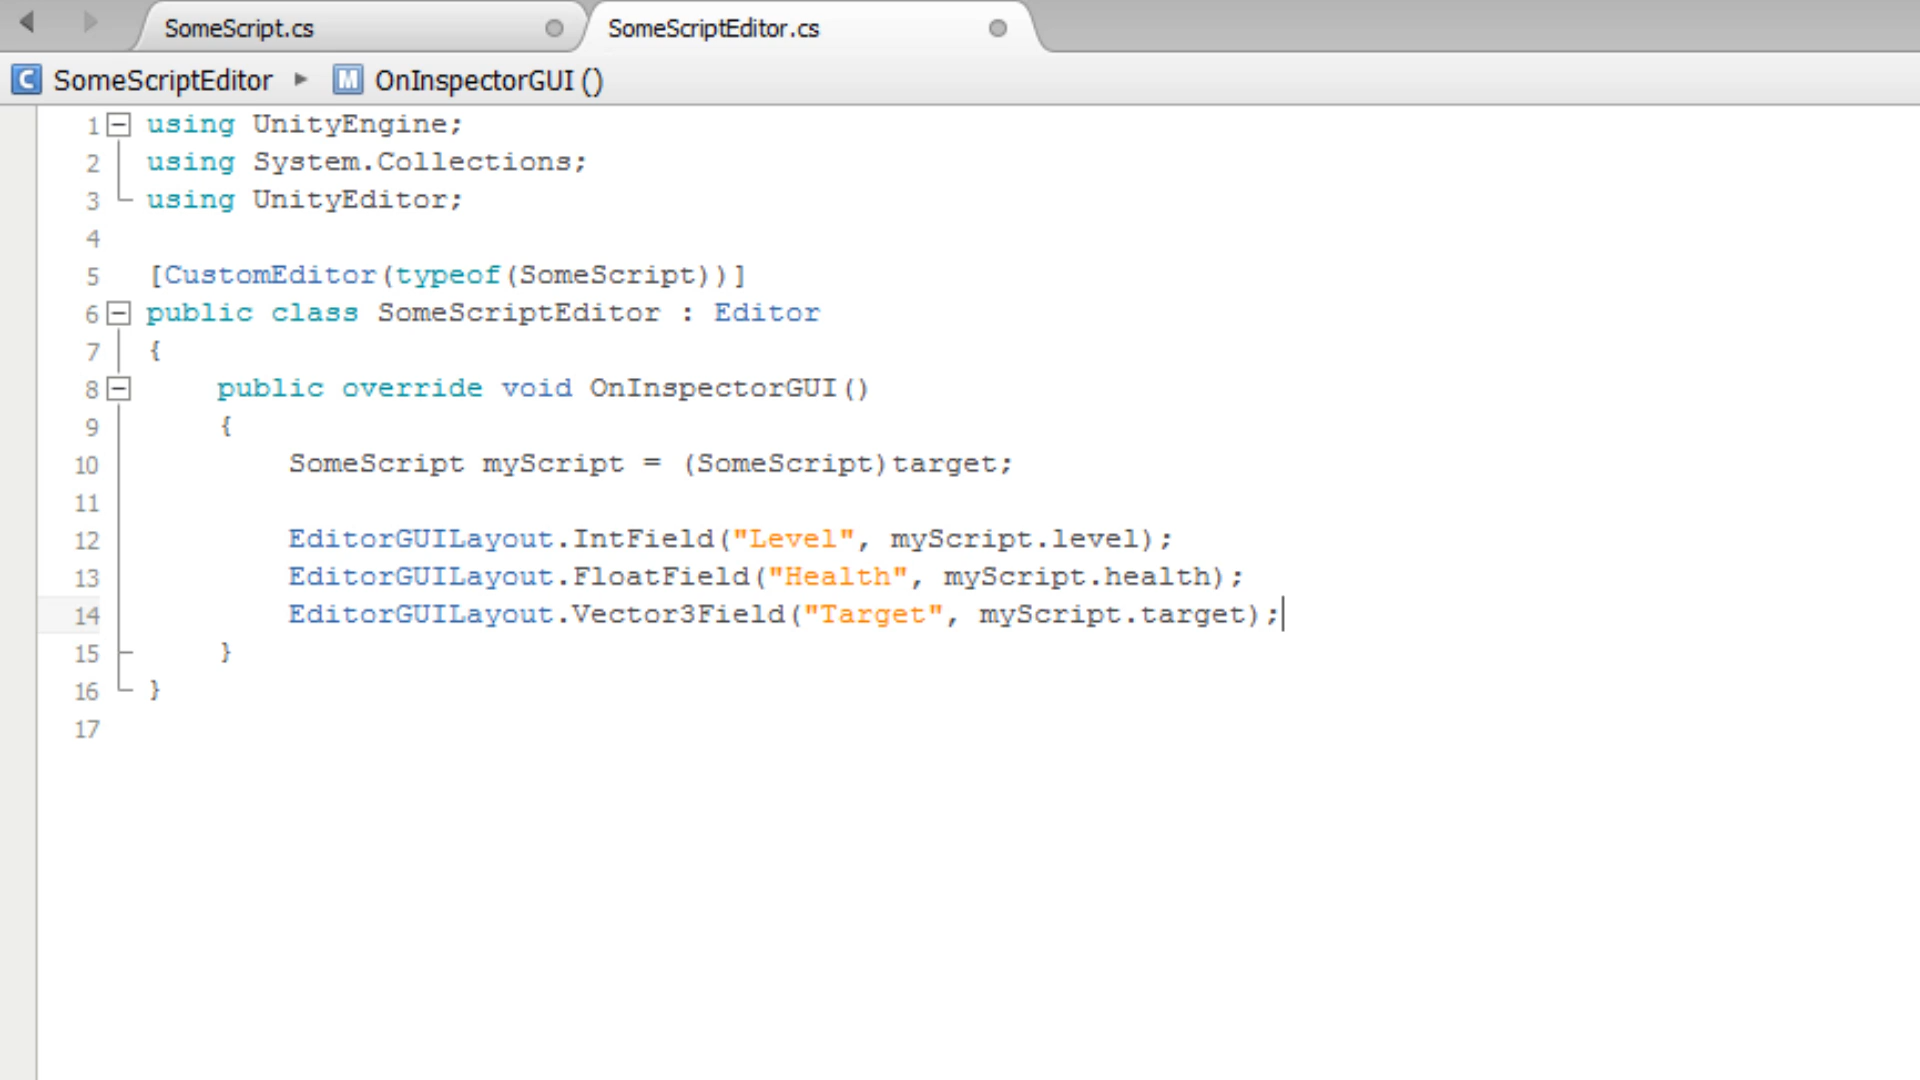 SomeScript.cs SomeScriptEditor.cs
C SomeScriptEditor ▸ M OnInspectorGUI ()
1 using UnityEngine;
2 using System.Collections;
3 using UnityEditor;
4
5 [CustomEditor(typeof(SomeScript))]
6 public class SomeScriptEditor : Editor
7 {
8 public override void OnInspectorGUI()
9 {
10 SomeScript myScript = (SomeScript)target;
11
12 EditorGUILayout.IntField("Level", myScript.level);
13 EditorGUILayout.FloatField("Health", myScript.health);
14 EditorGUILayout.Vector3Field("Target", myScript.target);
15 }
16 }
17